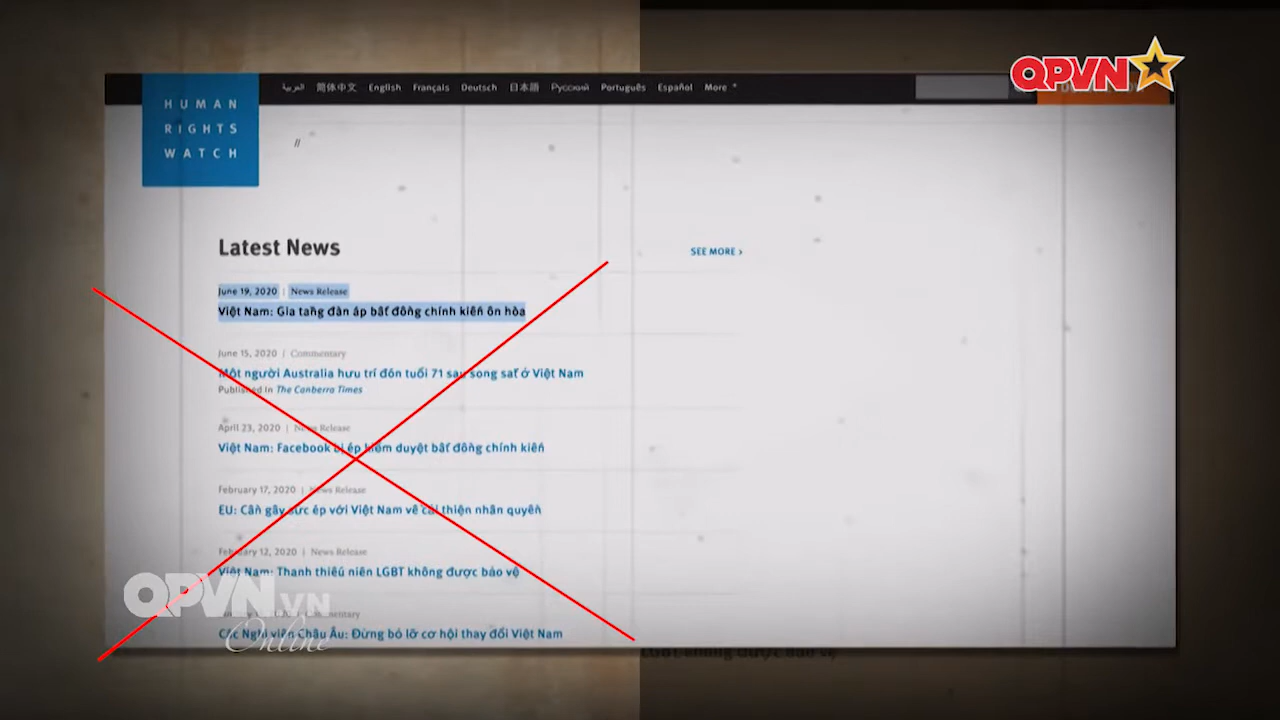 QPVN
العربية 简体中文 English Français Deutsch 日本語 Русский Português Español More
HUMAN
RIGHTS
WATCH
//
Latest News
SEE MORE ›
June 19, 2020 | News Release
Việt Nam: Gia tăng đàn áp bất đồng chính kiến ôn hòa
June 15, 2020 | Commentary
Một người Australia hưu trí đón tuổi 71 sau song sắt ở Việt Nam
Published in The Canberra Times
April 23, 2020 | News Release
Việt Nam: Facebook bị ép kiểm duyệt bất đồng chính kiến
February 17, 2020 | News Release
EU: Cần gây sức ép với Việt Nam về cải thiện nhân quyền
February 12, 2020 | News Release
Việt Nam: Thanh thiếu niên LGBT không được bảo vệ
Commentary
Các Nghị viên Châu Âu: Đừng bỏ lỡ cơ hội thay đổi Việt Nam
QPVN.VN
Online
LGBT không được bảo vệ